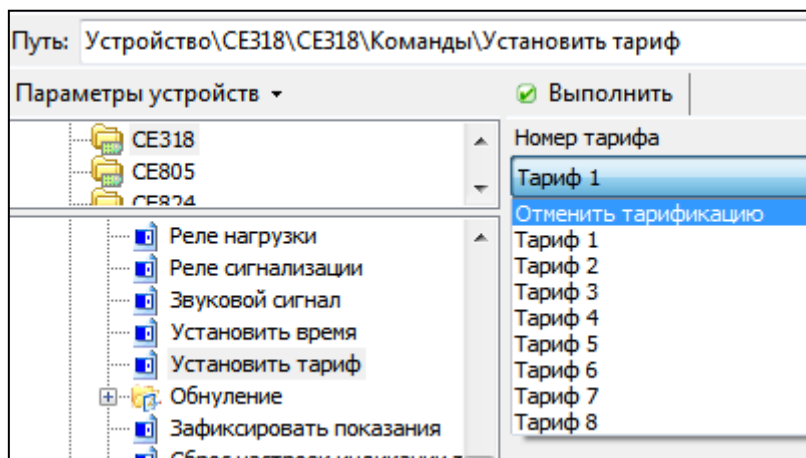 Путь: Устройство\CE318\CE318\Команды\Установить тариф
Параметры устройств
Выполнить
CE318
CE805
CE824
Номер тарифа
Тариф 1
Отменить тарификацию
Тариф 1
Тариф 2
Тариф 3
Тариф 4
Тариф 5
Тариф 6
Тариф 7
Тариф 8
Реле нагрузки
Реле сигнализации
Звуковой сигнал
Установить время
Установить тариф
Обнуление
Зафиксировать показания